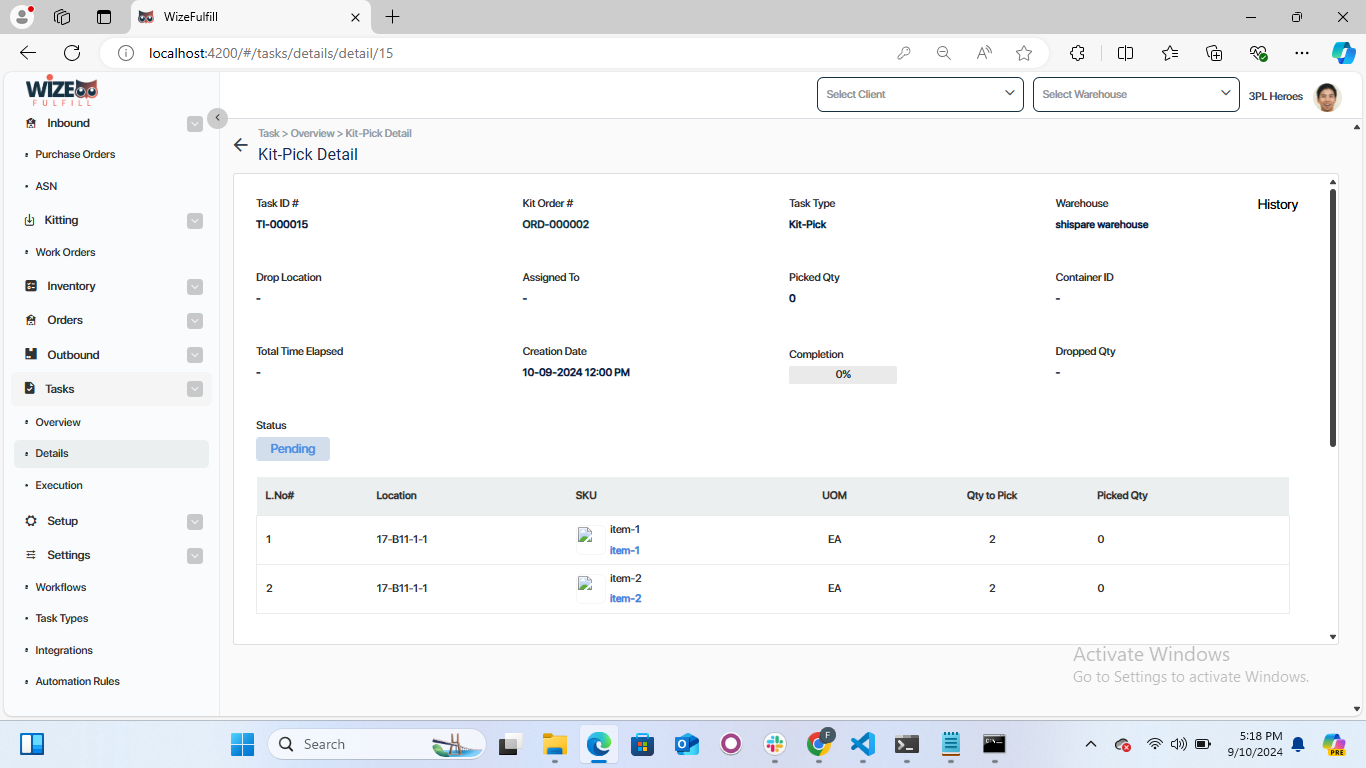 WizeFulfill
localhost:4200/#/tasks/details/detail/15
WIZE
FULFILL
Select Client
Select Warehouse
3PL Heroes
Inbound
Purchase Orders
ASN
Kitting
Work Orders
Inventory
Orders
Outbound
Tasks
Overview
Details
Execution
Setup
Settings
Workflows
Task Types
Integrations
Automation Rules
Task > Overview > Kit-Pick Detail
Kit-Pick Detail
Task ID # Kit Order # Task Type Warehouse History
TI-000015 ORD-000002 Kit-Pick shispare warehouse
Drop Location Assigned To Picked Qty Container ID
- - 0 -
Total Time Elapsed Creation Date Completion Dropped Qty
- 10-09-2024 12:00 PM 0% -
Status
Pending
L.No# Location SKU UOM Qty to Pick Picked Qty
1 17-B11-1-1 item-1 EA 2 0
item-1
2 17-B11-1-1 item-2 EA 2 0
item-2
Activate Windows
Go to Settings to activate Windows.
Search
F
5:18 PM
9/10/2024
PRE